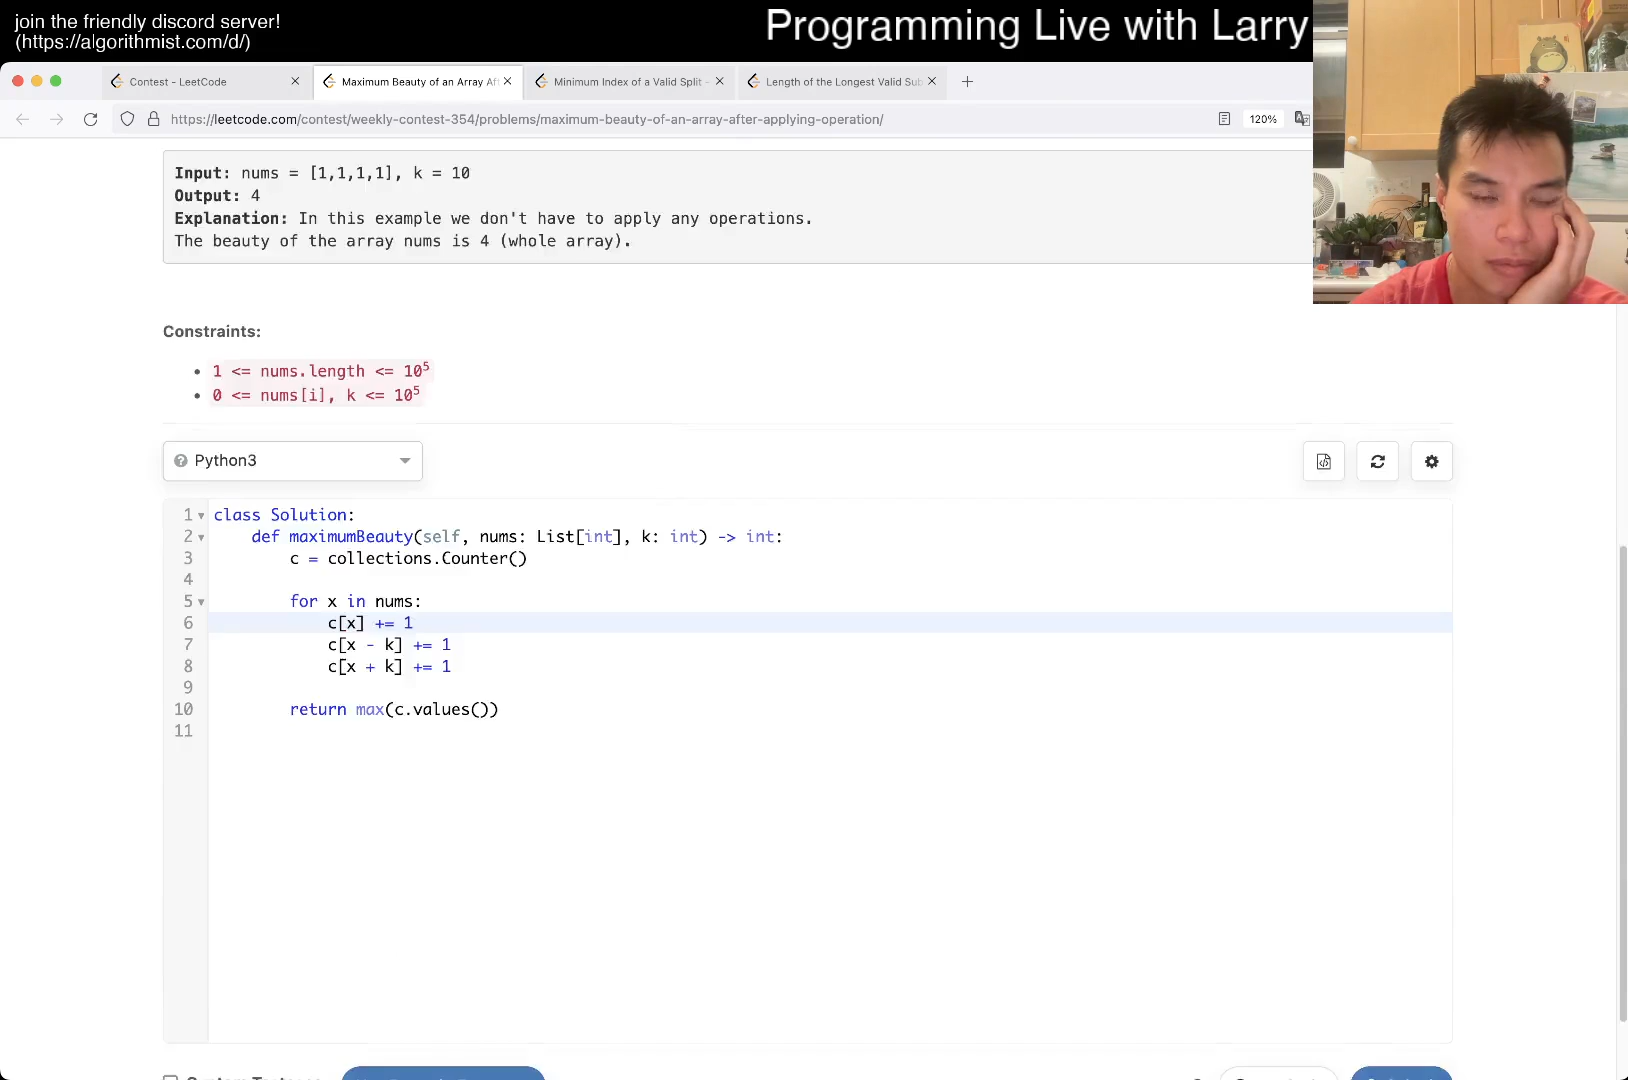 join the friendly discord server!
(https://algorithmist.com/d/)
Programming Live with Larry
Contest - LeetCode
Maximum Beauty of an Array Aft
Minimum Index of a Valid Split -
Length of the Longest Valid Sub
https://leetcode.com/contest/weekly-contest-354/problems/maximum-beauty-of-an-array-after-applying-operation/
120%
Input: nums = [1,1,1,1], k = 10
Output: 4
Explanation: In this example we don't have to apply any operations.
The beauty of the array nums is 4 (whole array).
Constraints:
• 1 <= nums.length <= 10⁵
• 0 <= nums[i], k <= 10⁵
Python3
1 class Solution:
2     def maximumBeauty(self, nums: List[int], k: int) -> int:
3         c = collections.Counter()
4
5         for x in nums:
6             c[x] += 1
7             c[x - k] += 1
8             c[x + k] += 1
9
10         return max(c.values())
11